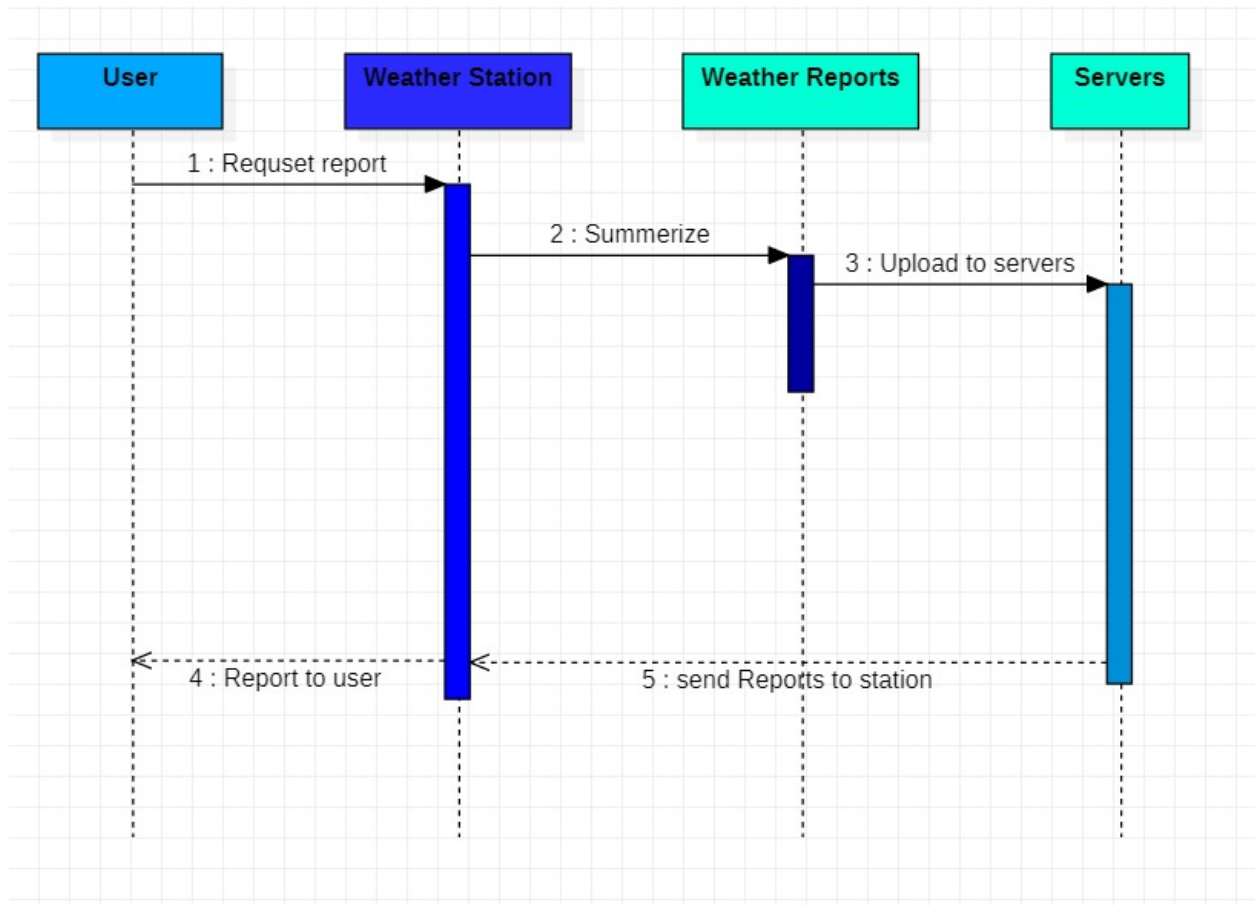 User
Weather Station
Weather Reports
Servers
1 : Requset report
2 : Summerize
3 : Upload to servers
4 : Report to user
5 : send Reports to station